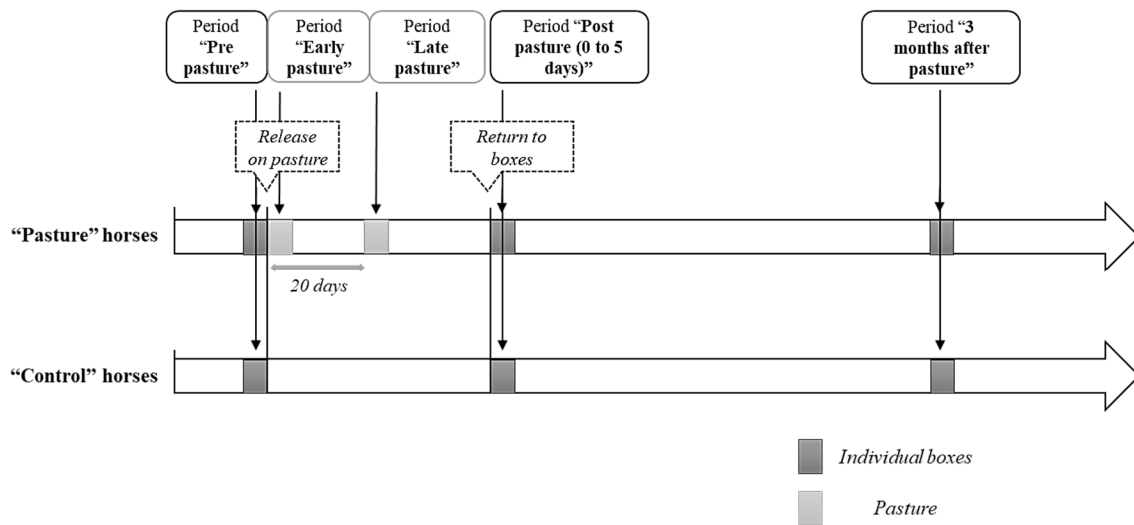 Period
“Pre
pasture”
Period
“Early
pasture”
Period
“Late
pasture”
Period “Post
pasture (0 to 5
days)”
Period “3
months after
pasture”
Release
on pasture
Return to
boxes
“Pasture” horses
20 days
“Control” horses
Individual boxes
Pasture